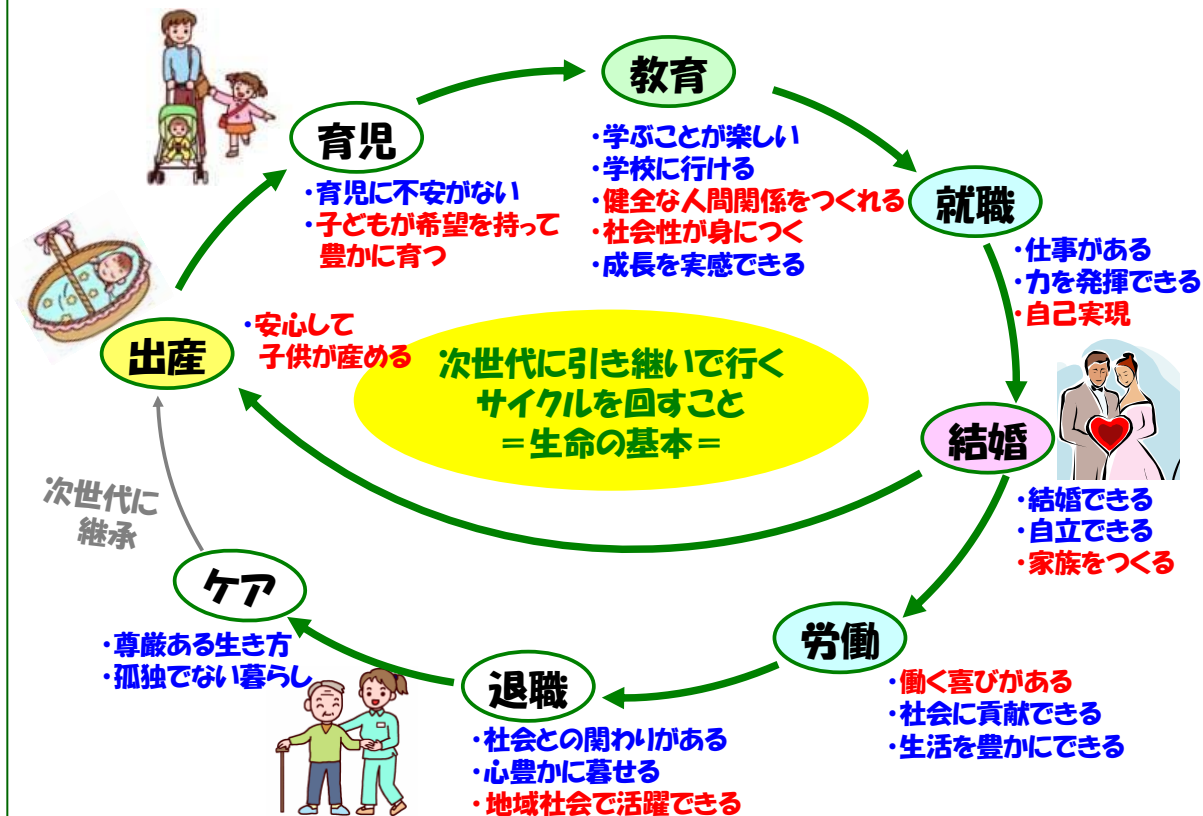 教育
・学ぶことが楽しい
・学校に行ける
・健全な人間関係をつくれる
・社会性が身につく
・成長を実感できる
育児
・育児に不安がない
・子どもが希望を持って
豊かに育つ
就職
・仕事がある
・力を発揮できる
・自己実現
出産
・安心して
子供が産める
次世代に引き継いで行く
サイクルを回すこと
＝生命の基本＝
結婚
・結婚できる
・自立できる
・家族をつくる
次世代に
継承
ケア
・尊厳ある生き方
・孤独でない暮らし
労働
・働く喜びがある
・社会に貢献できる
・生活を豊かにできる
退職
・社会との関わりがある
・心豊かに暮せる
・地域社会で活躍できる